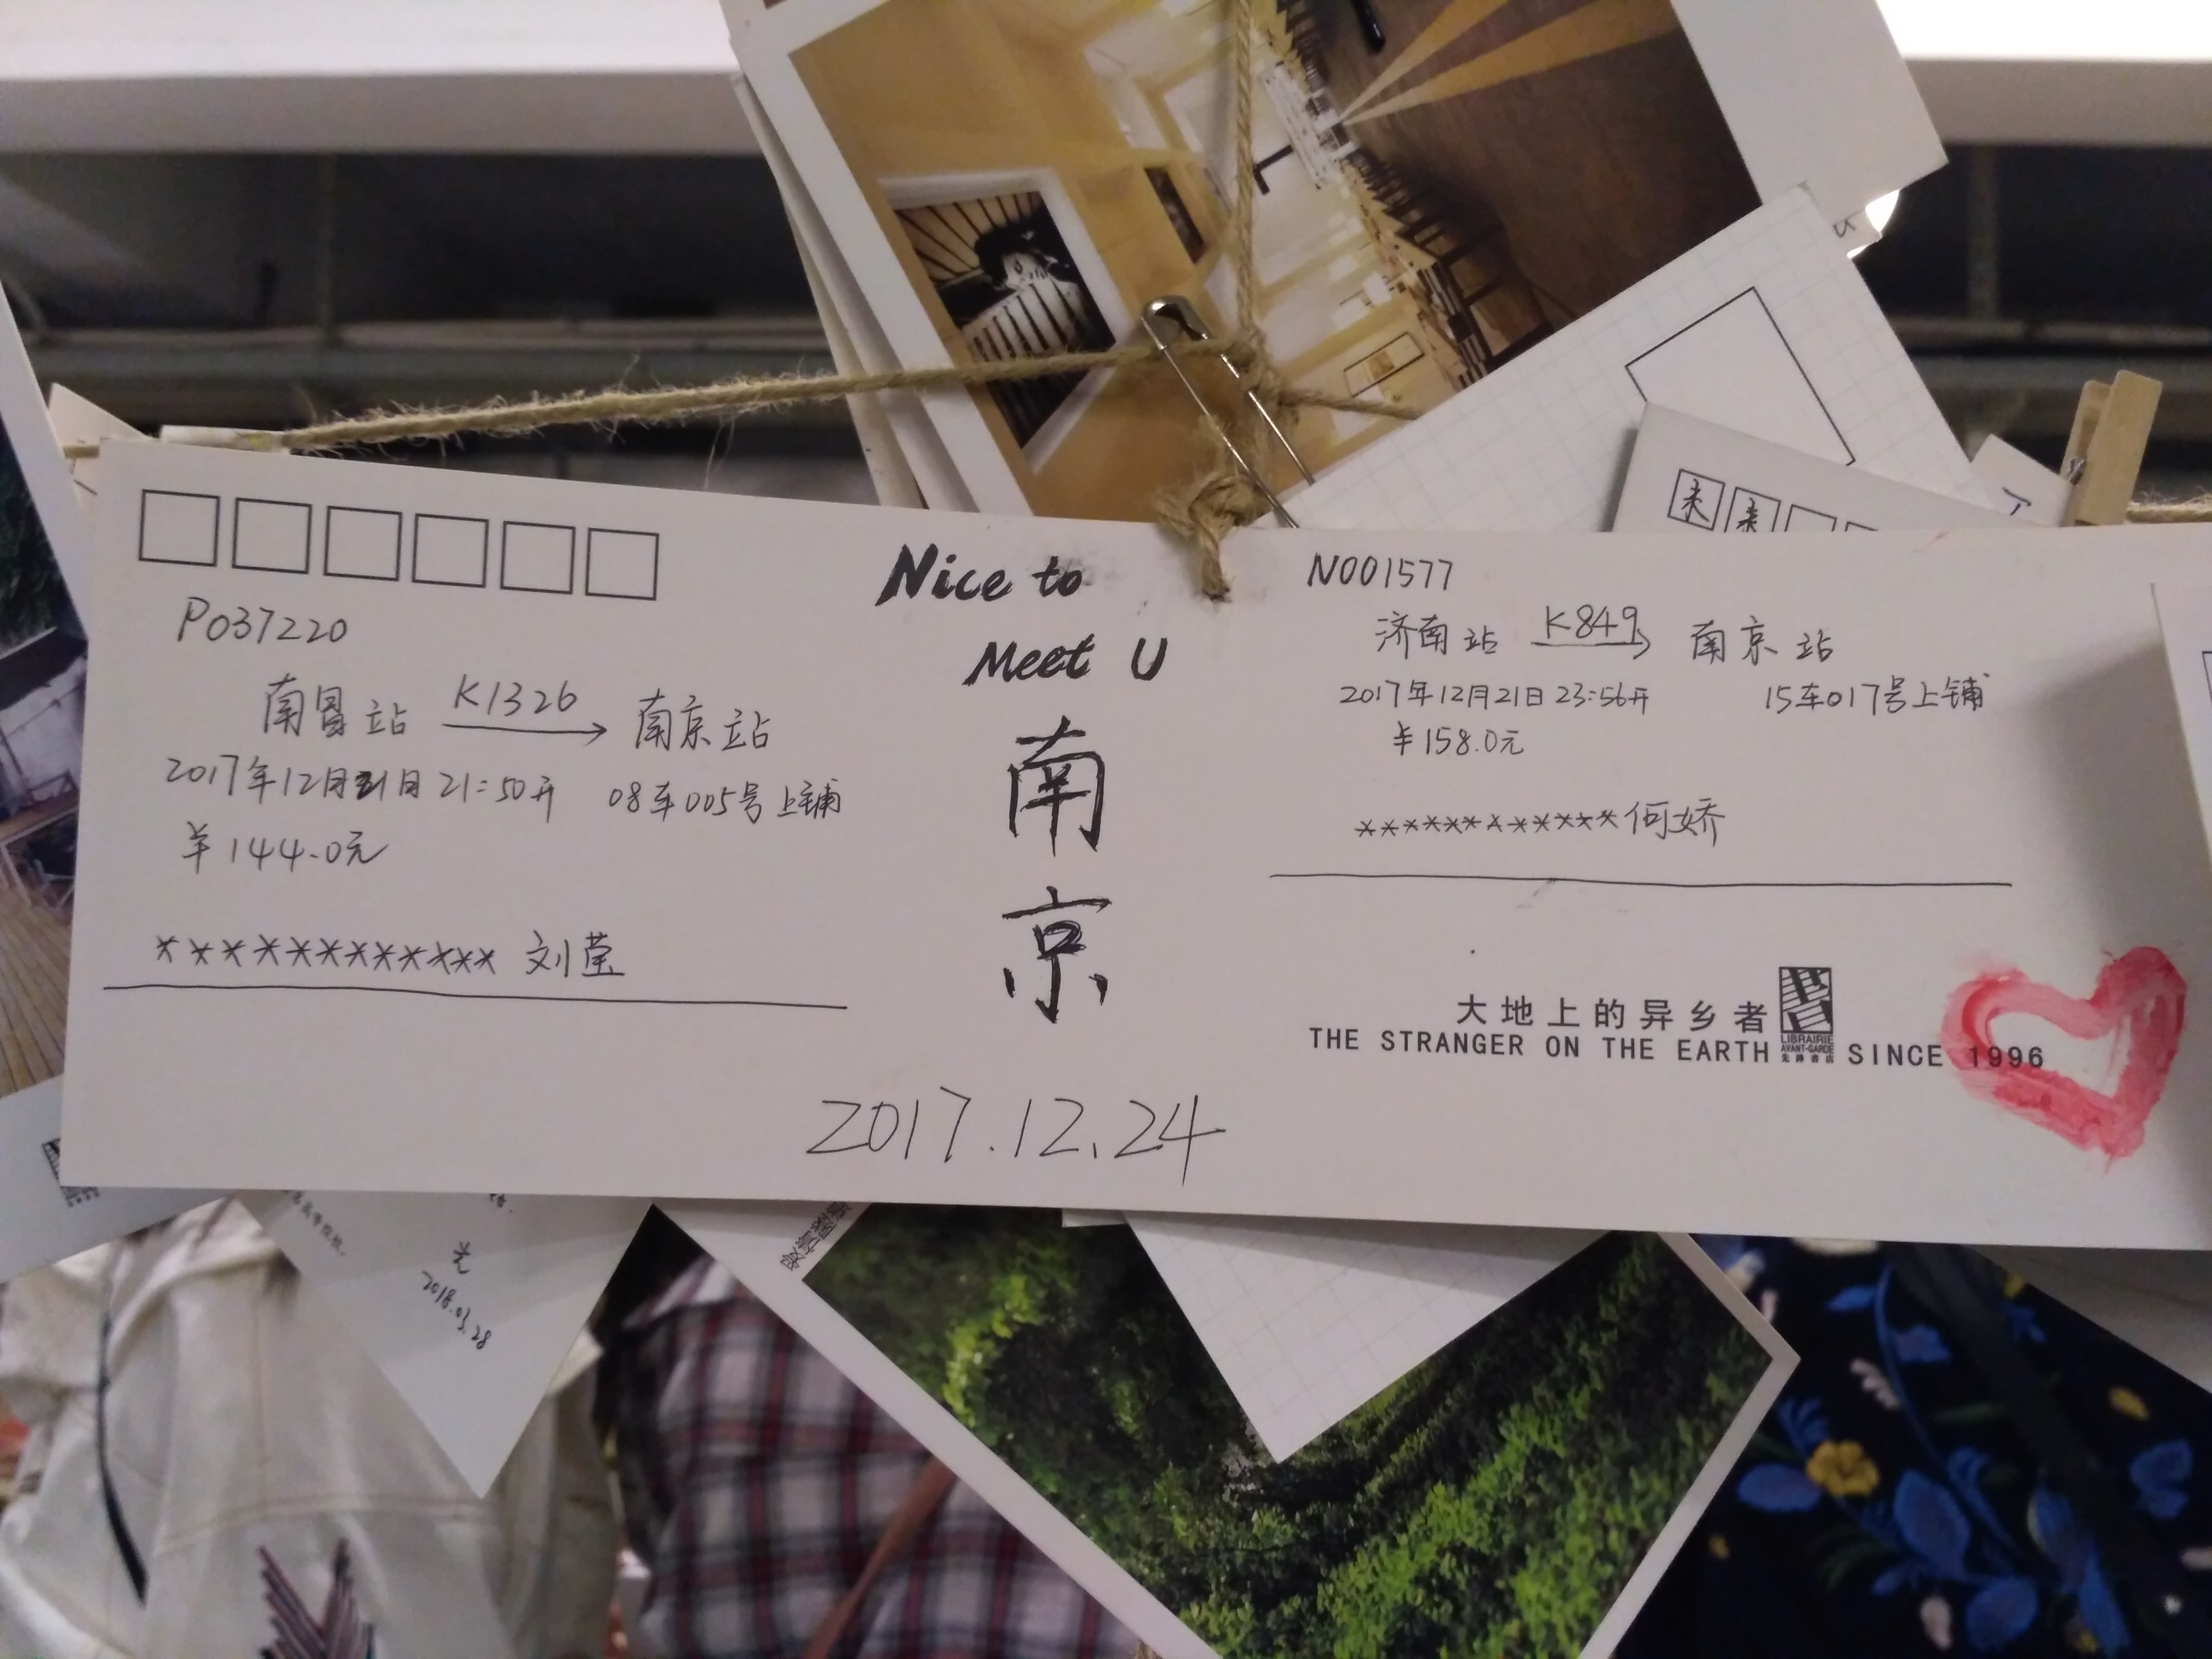 P037220
南昌站 K1326 南京站
2017年12月21日 21:50开 08车005号上铺
¥144.0元
************ 刘莹
Nice to
Meet U
南
京
2017.12.24
N001577
济南站 K849 南京站
2017年12月21日 23:56开 15车017号上铺
¥158.0元
************何娇
大地上的异乡者
THE STRANGER ON THE EARTH SINCE 1996
LIBRAIRIE
AVANT-GARDE
先锋書店
来来
2018.03.28